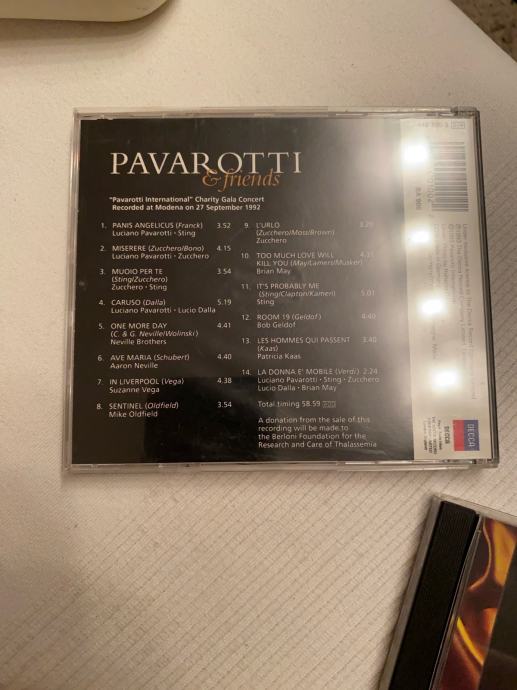 PAVAROTTI
& friends
"Pavarotti International" Charity Gala Concert
Recorded at Modena on 27 September 1992
1. PANIS ANGELICUS (Franck) 3.52
Luciano Pavarotti · Sting
2. MISERERE (Zucchero/Bono) 4.15
Luciano Pavarotti · Zucchero
3. MUOIO PER TE 3.54
(Sting/Zucchero)
Zucchero · Sting
4. CARUSO (Dalla) 5.19
Luciano Pavarotti · Lucio Dalla
5. ONE MORE DAY 4.41
(C. & G. Neville/Wolinski)
Neville Brothers
6. AVE MARIA (Schubert) 4.40
Aaron Neville
7. IN LIVERPOOL (Vega) 4.38
Suzanne Vega
8. SENTINEL (Oldfield) 3.54
Mike Oldfield
9. L'URLO
(Zucchero/Moss/Brown)
Zucchero
10. TOO MUCH LOVE WILL
KILL YOU (May/Lamers/Musker)
Brian May
11. IT'S PROBABLY ME 5.01
(Sting/Clapton/Kamen)
Sting
12. ROOM 19 (Geldof) 4.40
Bob Geldof
13. LES HOMMES QUI PASSENT 3.40
(Kaas)
Patricia Kaas
14. LA DONNA E' MOBILE (Verdi) 2.24
Luciano Pavarotti · Sting · Zucchero
Lucio Dalla · Brian May
Total timing 58.59 DDD
A donation from the sale of this
recording will be made to
the Berloni Foundation for the
Research and Care of Thalassemia
DECCA
DECCA